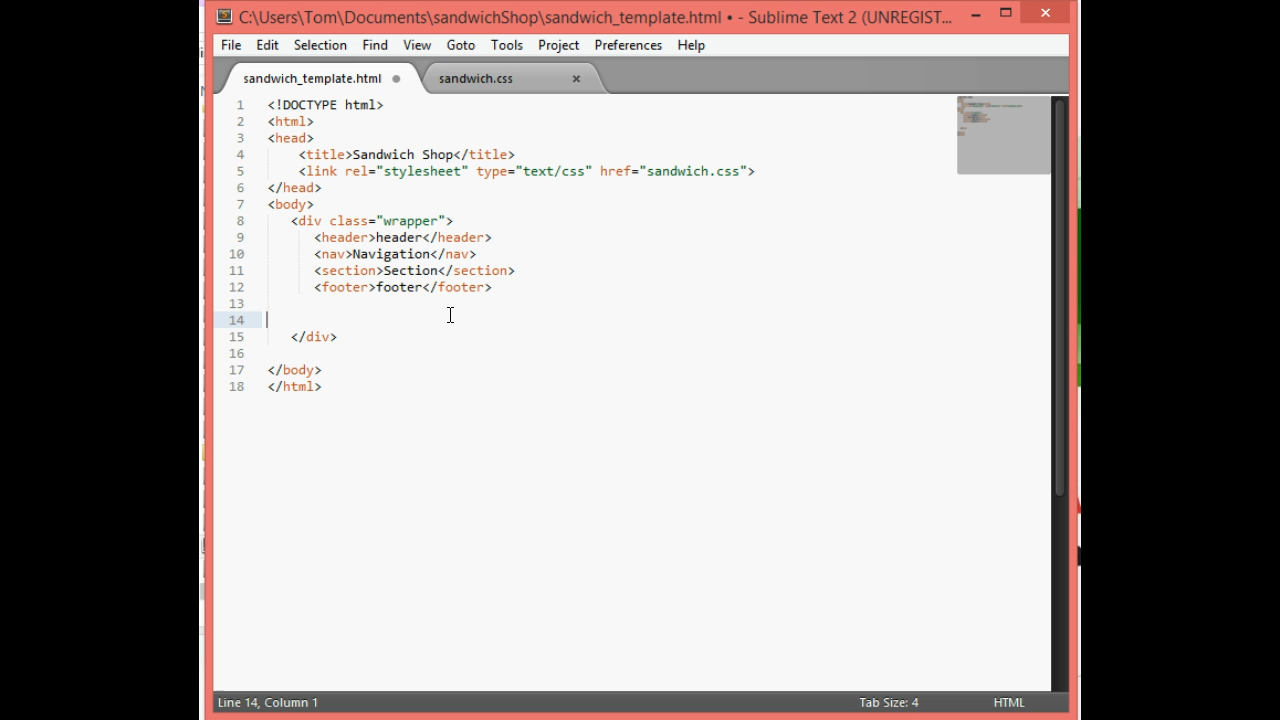 C:\Users\Tom\Documents\sandwichShop\sandwich_template.html • - Sublime Text 2 (UNREGIST...
File Edit Selection Find View Goto Tools Project Preferences Help
sandwich_template.html sandwich.css
1 <!DOCTYPE html>
2 <html>
3 <head>
4 <title>Sandwich Shop</title>
5 <link rel="stylesheet" type="text/css" href="sandwich.css">
6 </head>
7 <body>
8 <div class="wrapper">
9 <header>header</header>
10 <nav>Navigation</nav>
11 <section>Section</section>
12 <footer>footer</footer>
13
14
15 </div>
16
17 </body>
18 </html>
Line 14, Column 1 Tab Size: 4 HTML